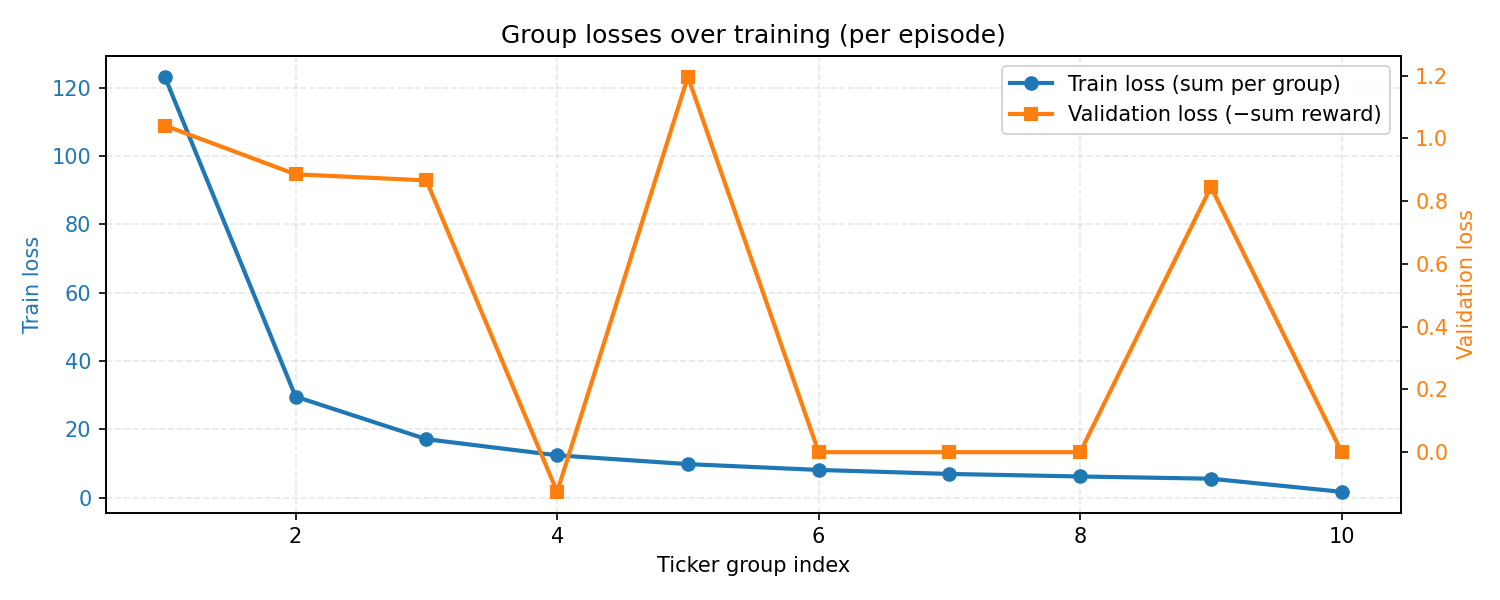 Group losses over training (per episode)
Train loss (sum per group)
Validation loss (−sum reward)
120
100
80
60
40
20
0
Train loss
1.2
1.0
0.8
0.6
0.4
0.2
0.0
Validation loss
2 4 6 8 10
Ticker group index